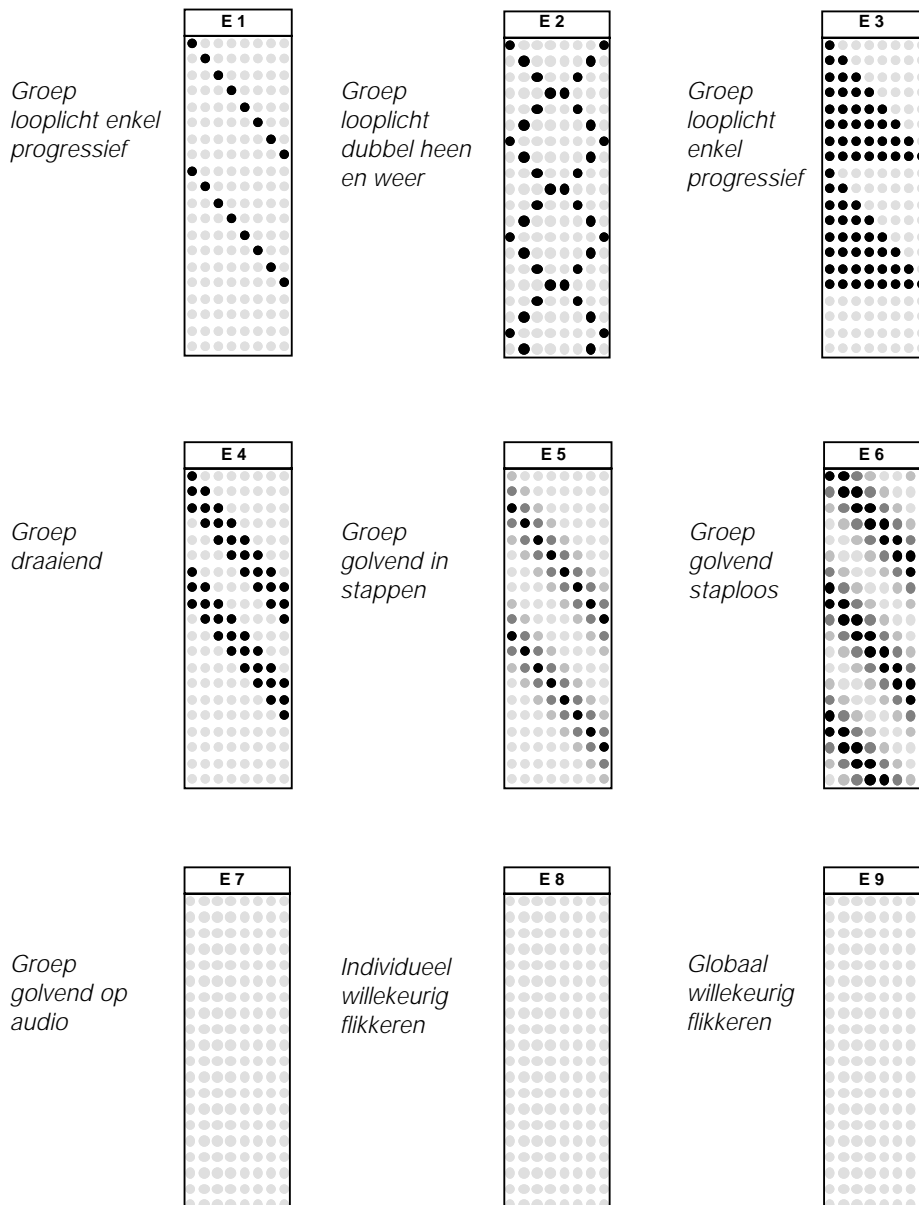 E 1
Groep
looplicht enkel
progressief
E 2
Groep
looplicht
dubbel heen
en weer
E 3
Groep
looplicht
enkel
progressief
E 4
Groep
draaiend
E 5
Groep
golvend in
stappen
E 6
Groep
golvend
staploos
E 7
Groep
golvend op
audio
E 8
Individueel
willekeurig
flikkeren
E 9
Globaal
willekeurig
flikkeren